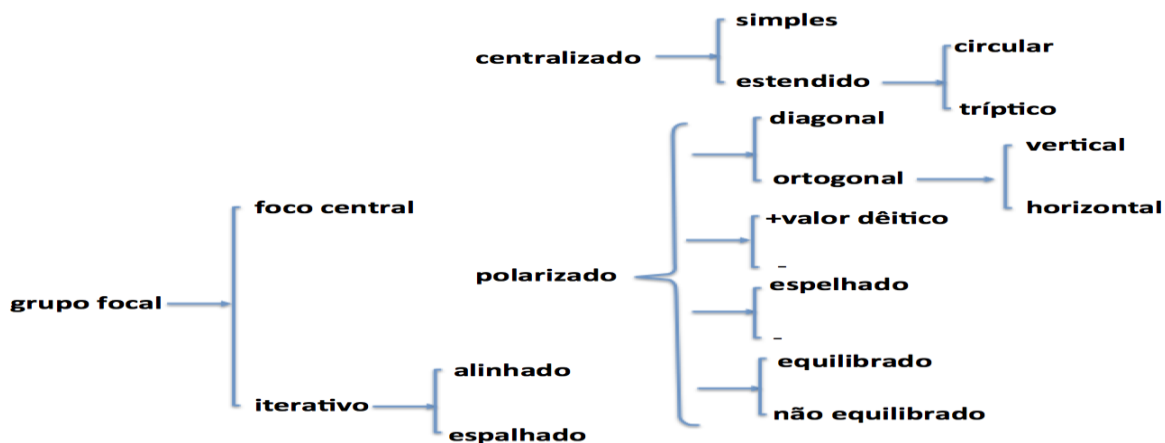 simples
centralizado
estendido
circular
tríptico
diagonal
ortogonal
vertical
horizontal
foco central
+valor dêitico
-
polarizado
grupo focal
espelhado
-
equilibrado
não equilibrado
iterativo
alinhado
espalhado